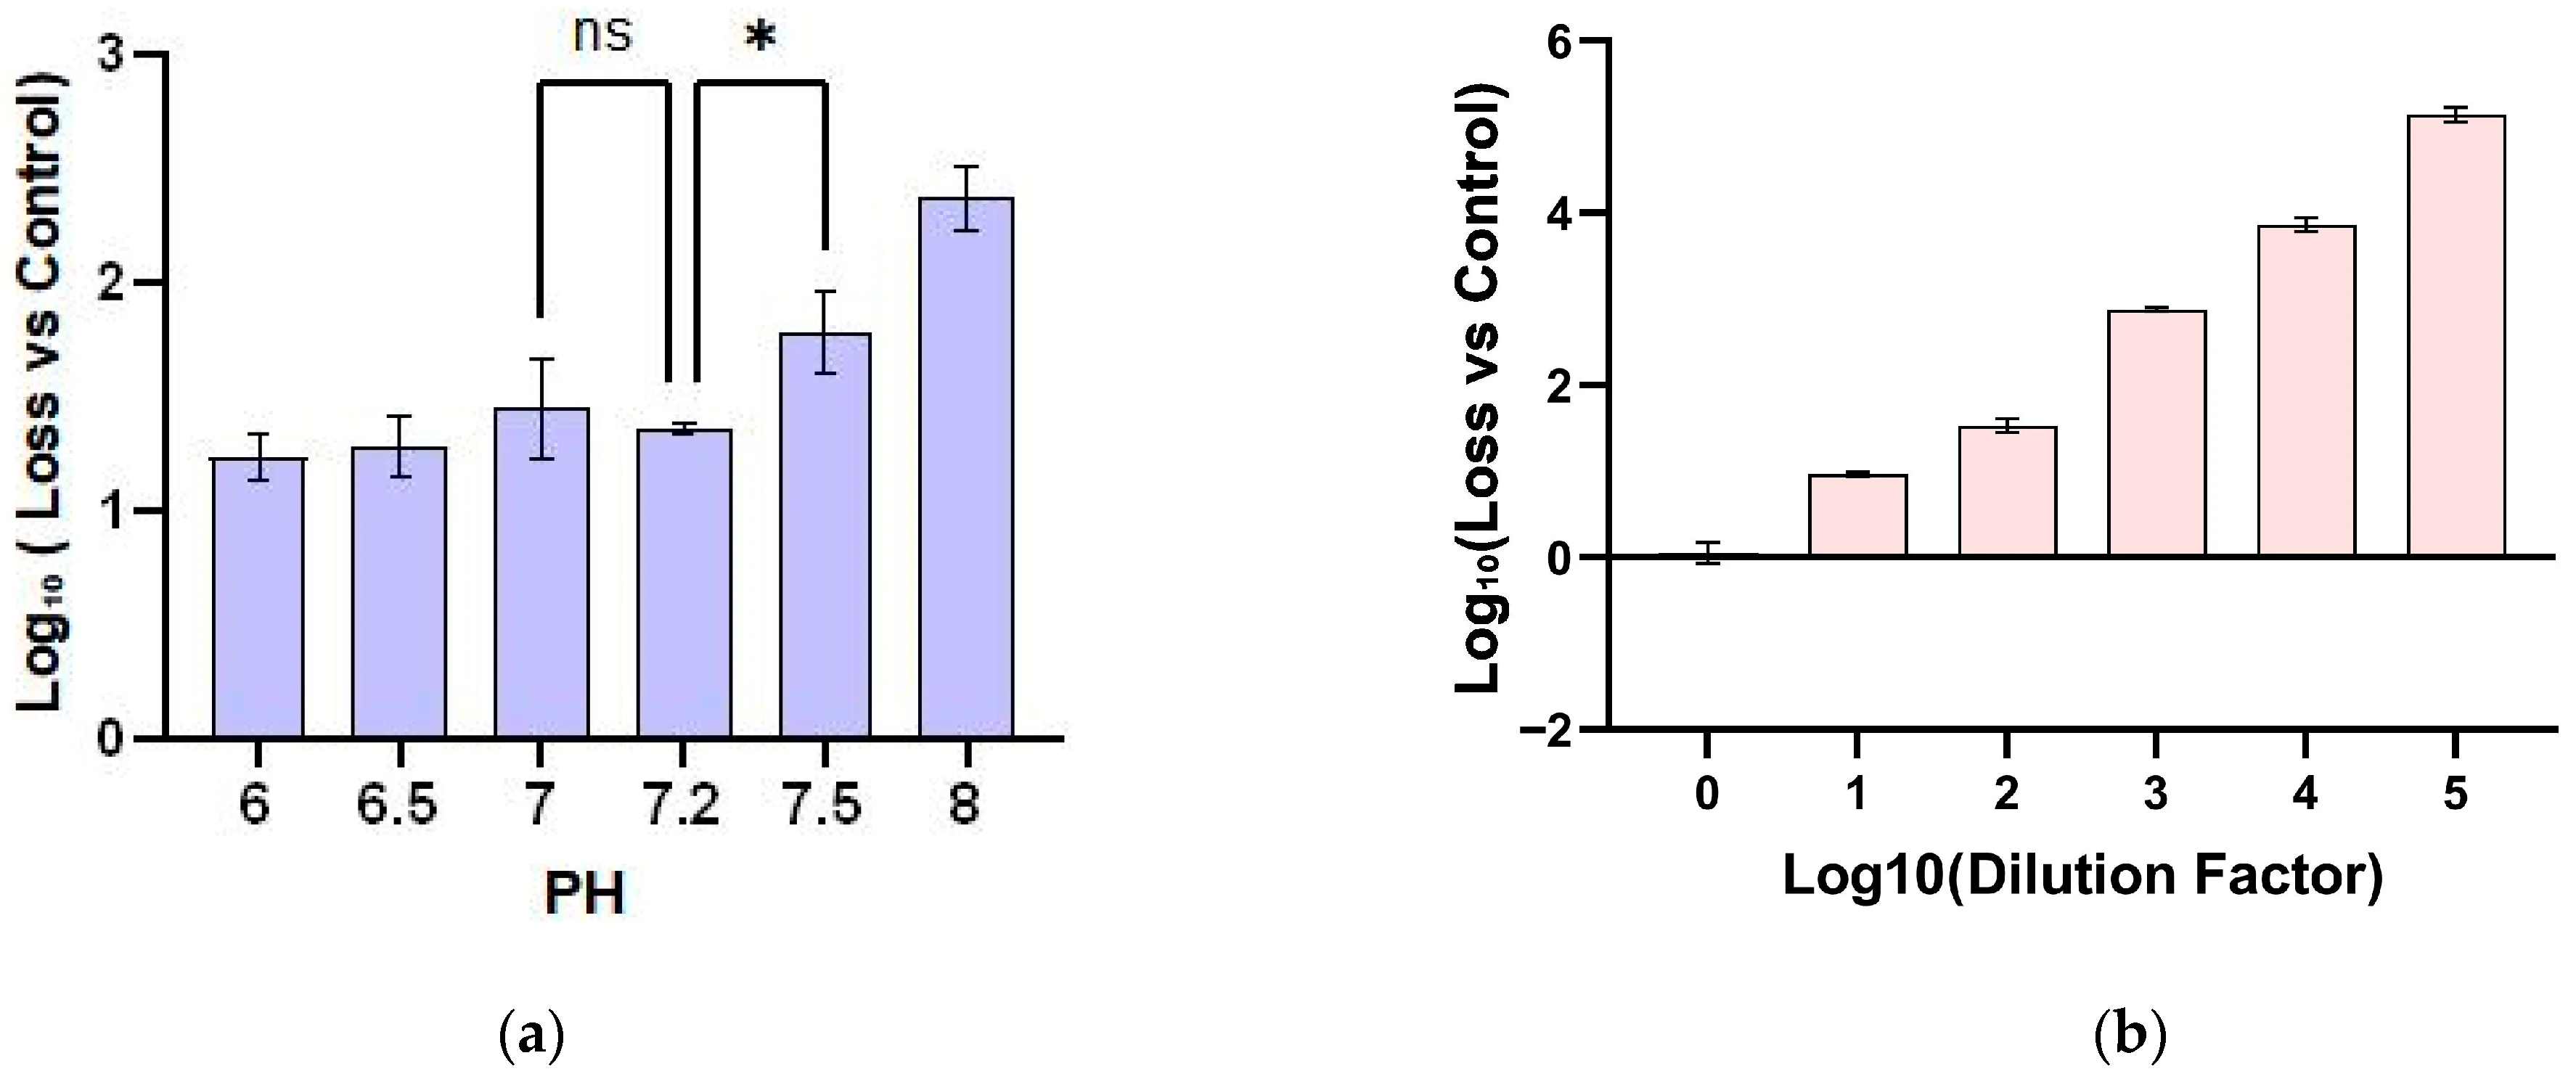 ns *
3
2
1
0
Log₁₀ ( Loss vs Control)
6 6.5 7 7.2 7.5 8
PH
(a)
6
4
2
0
−2
Log₁₀(Loss vs Control)
0 1 2 3 4 5
Log10(Dilution Factor)
(b)